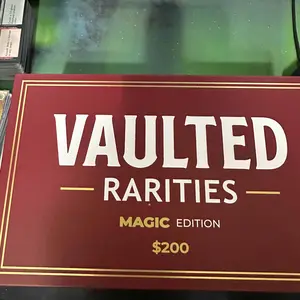 VAULTED
RARITIES
MAGIC EDITION
$200